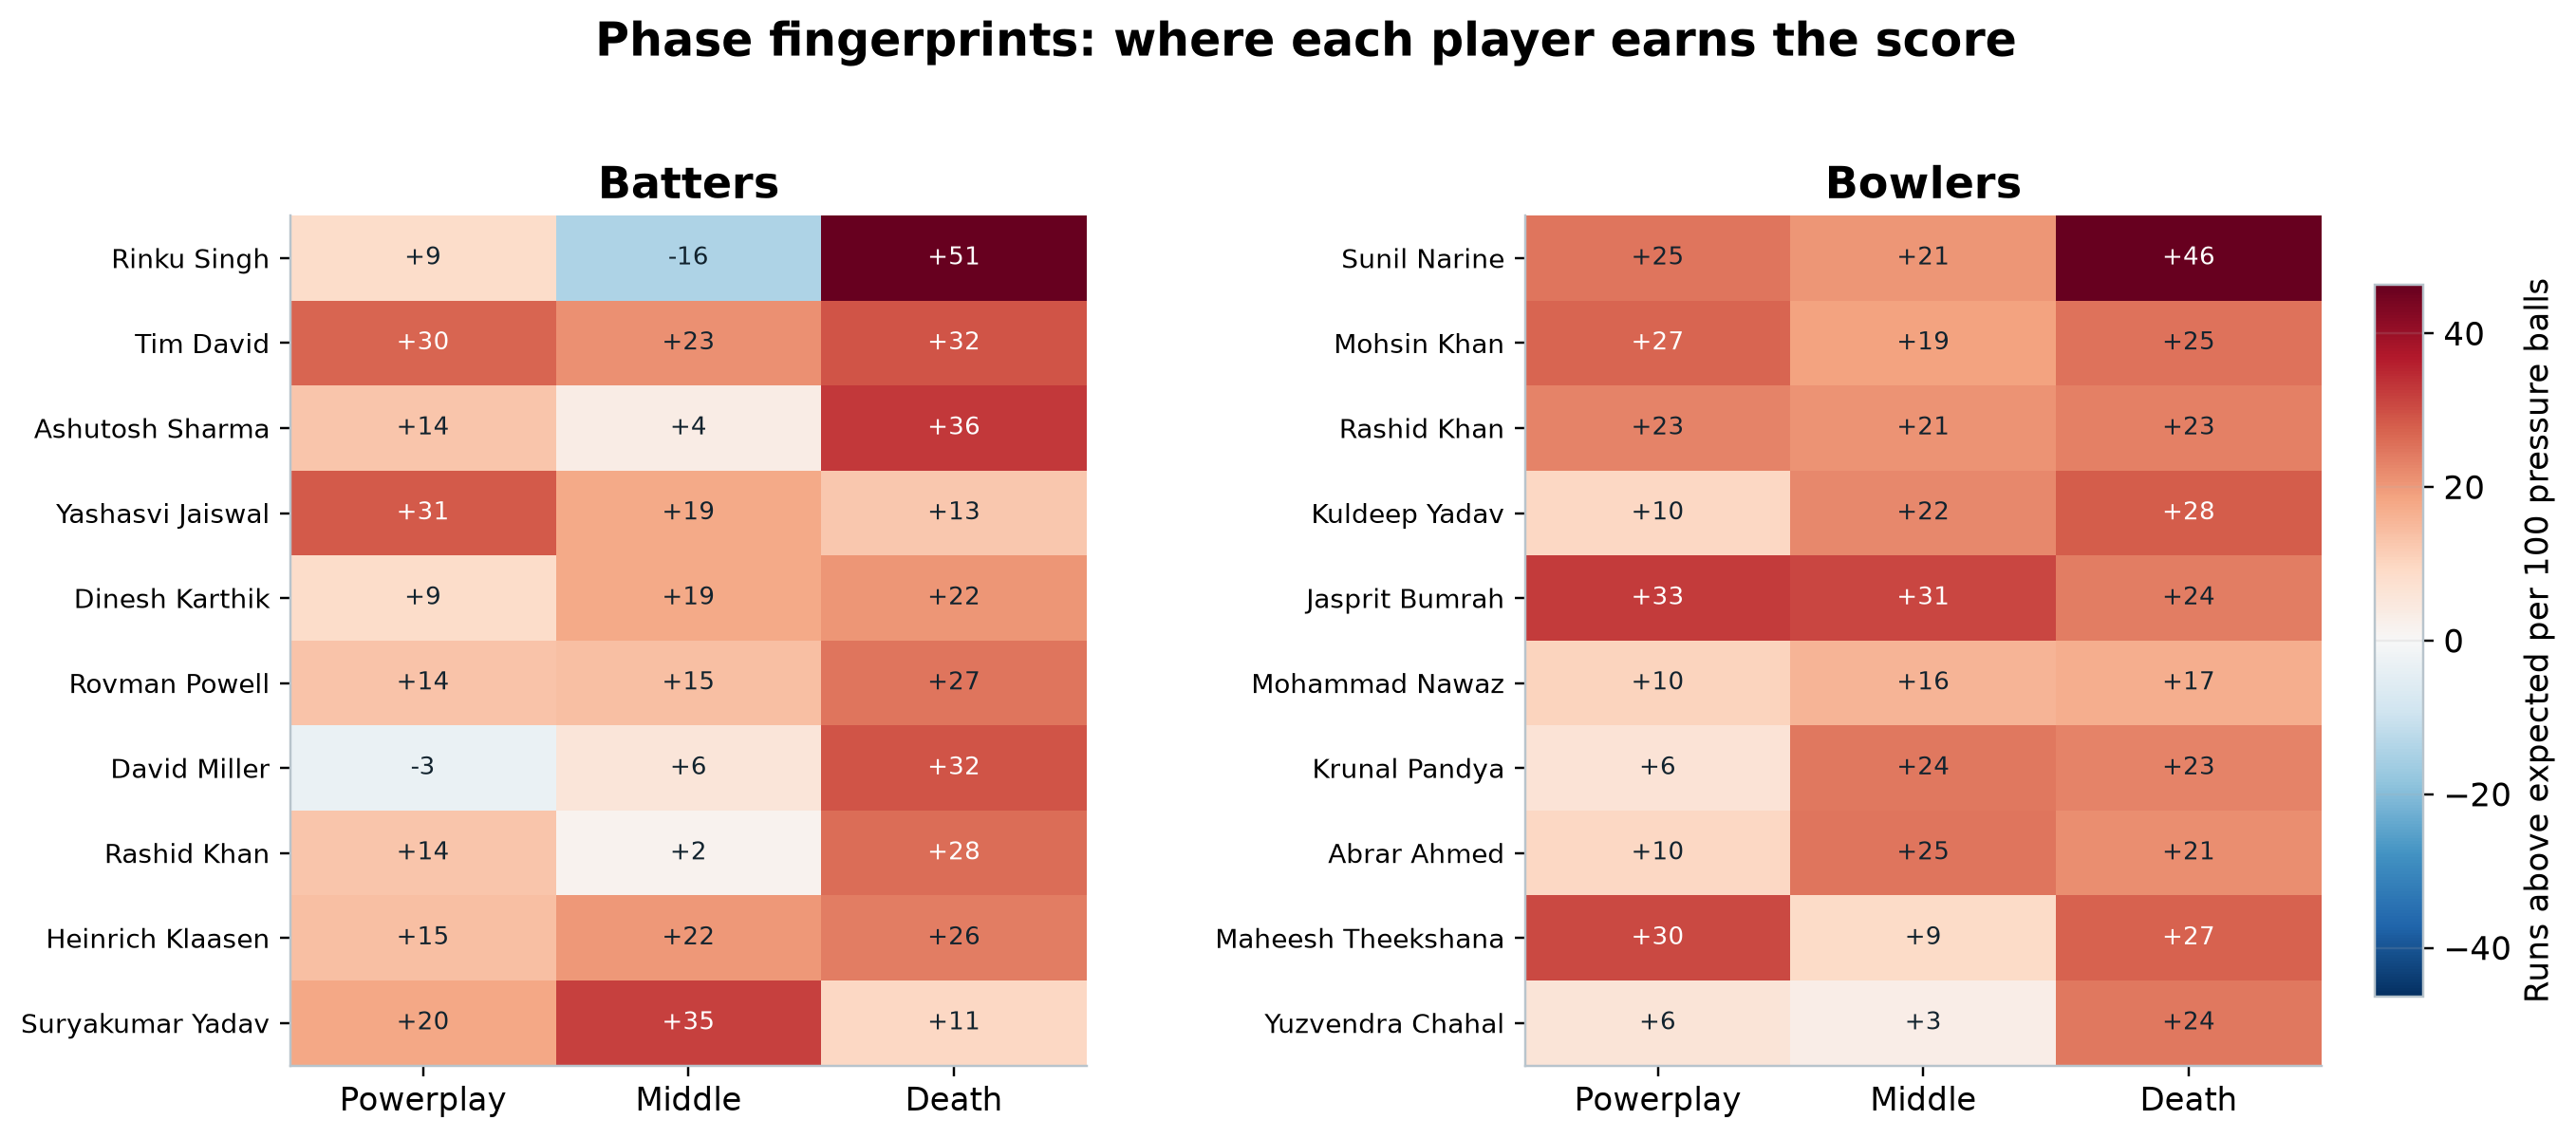 Phase fingerprints: where each player earns the score
Batters
Rinku Singh +9 -16 +51
Tim David +30 +23 +32
Ashutosh Sharma +14 +4 +36
Yashasvi Jaiswal +31 +19 +13
Dinesh Karthik +9 +19 +22
Rovman Powell +14 +15 +27
David Miller -3 +6 +32
Rashid Khan +14 +2 +28
Heinrich Klaasen +15 +22 +26
Suryakumar Yadav +20 +35 +11
Powerplay Middle Death
Bowlers
Sunil Narine +25 +21 +46
Mohsin Khan +27 +19 +25
Rashid Khan +23 +21 +23
Kuldeep Yadav +10 +22 +28
Jasprit Bumrah +33 +31 +24
Mohammad Nawaz +10 +16 +17
Krunal Pandya +6 +24 +23
Abrar Ahmed +10 +25 +21
Maheesh Theekshana +30 +9 +27
Yuzvendra Chahal +6 +3 +24
Powerplay Middle Death
40
20
0
−20
−40
Runs above expected per 100 pressure balls